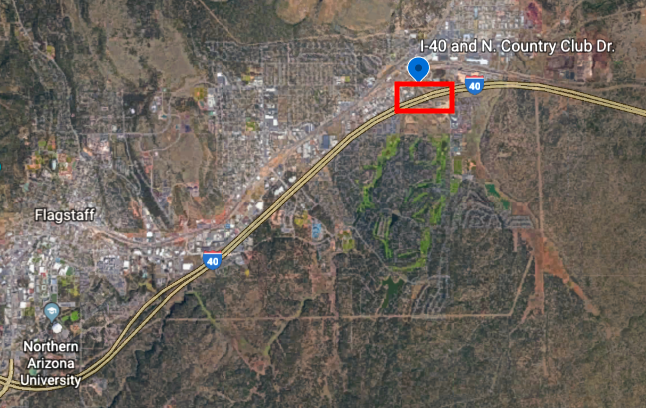 I-40 and N. Country Club Dr.
40
Flagstaff
40
Northern
Arizona
University